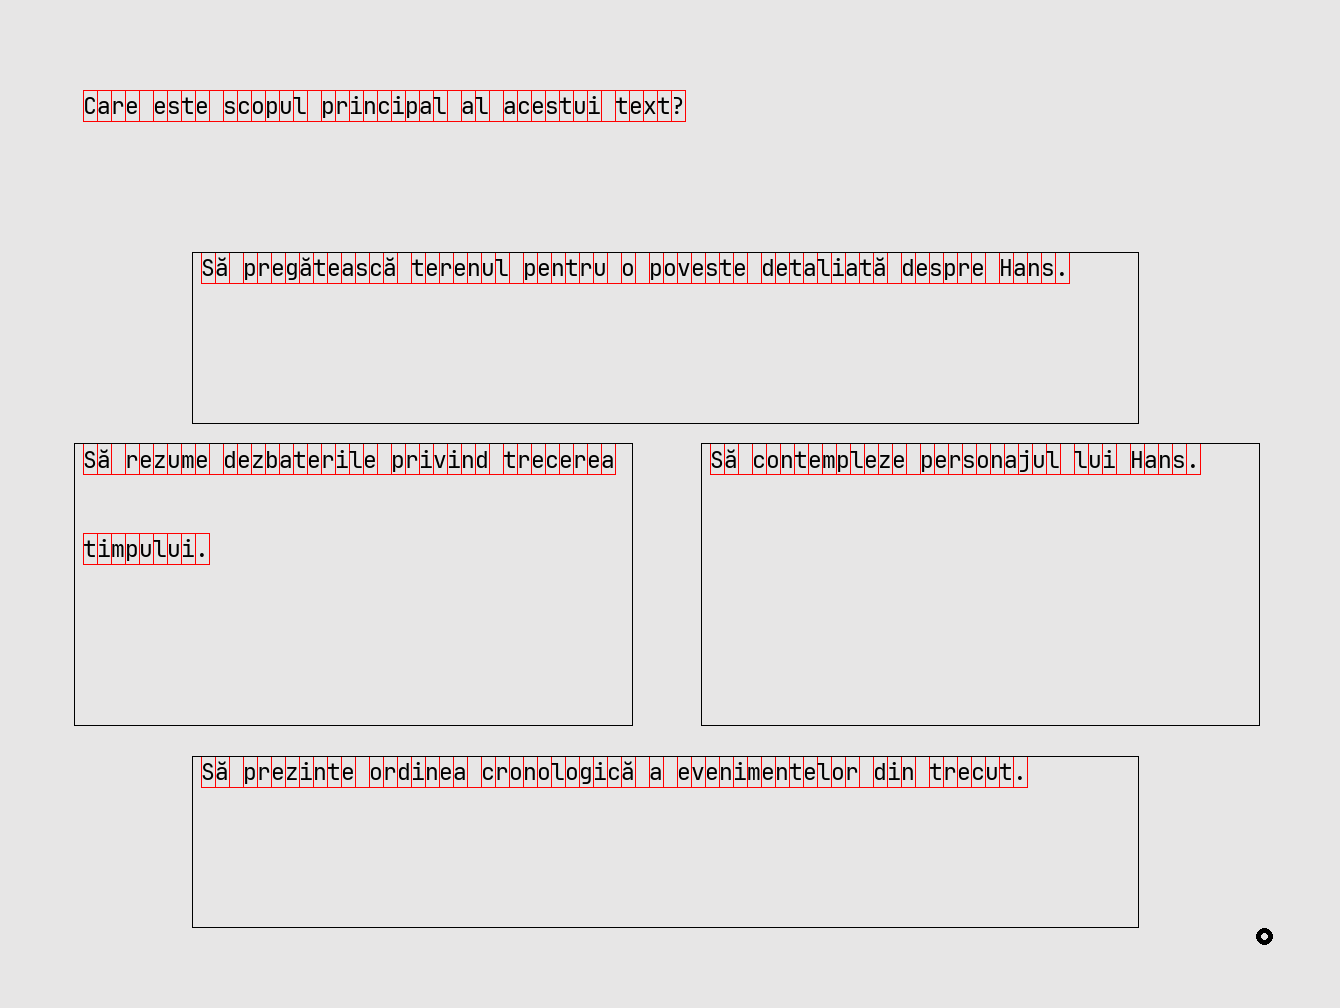 Care este scopul principal al acestui text?
Să pregătească terenul pentru o poveste detaliată despre Hans.
Să rezume dezbaterile privind trecerea
timpului.
Să contempleze personajul lui Hans.
Să prezinte ordinea cronologică a evenimentelor din trecut.